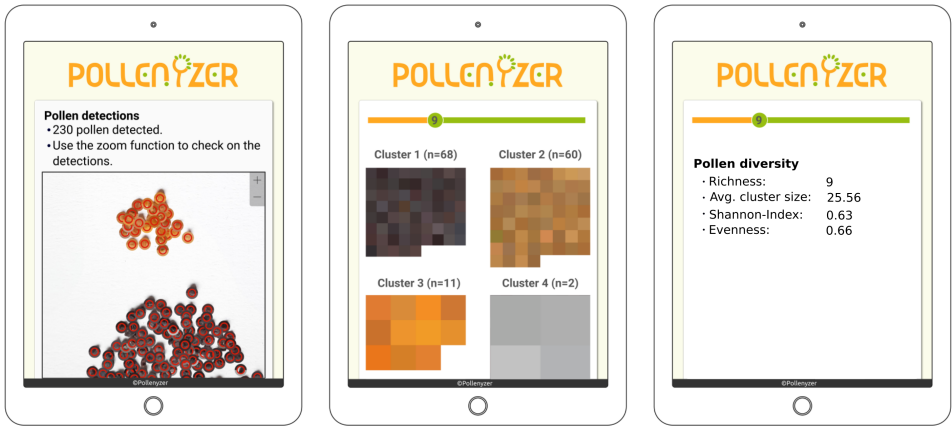 POLLENYZER
Pollen detections
•230 pollen detected.
•Use the zoom function to check on the
detections.
+
−
©Pollenyzer
POLLENYZER
9
Cluster 1 (n=68)
Cluster 2 (n=60)
Cluster 3 (n=11)
Cluster 4 (n=2)
©Pollenyzer
POLLENYZER
9
Pollen diversity
· Richness: 9
· Avg. cluster size: 25.56
· Shannon-Index: 0.63
· Evenness: 0.66
©Pollenyzer